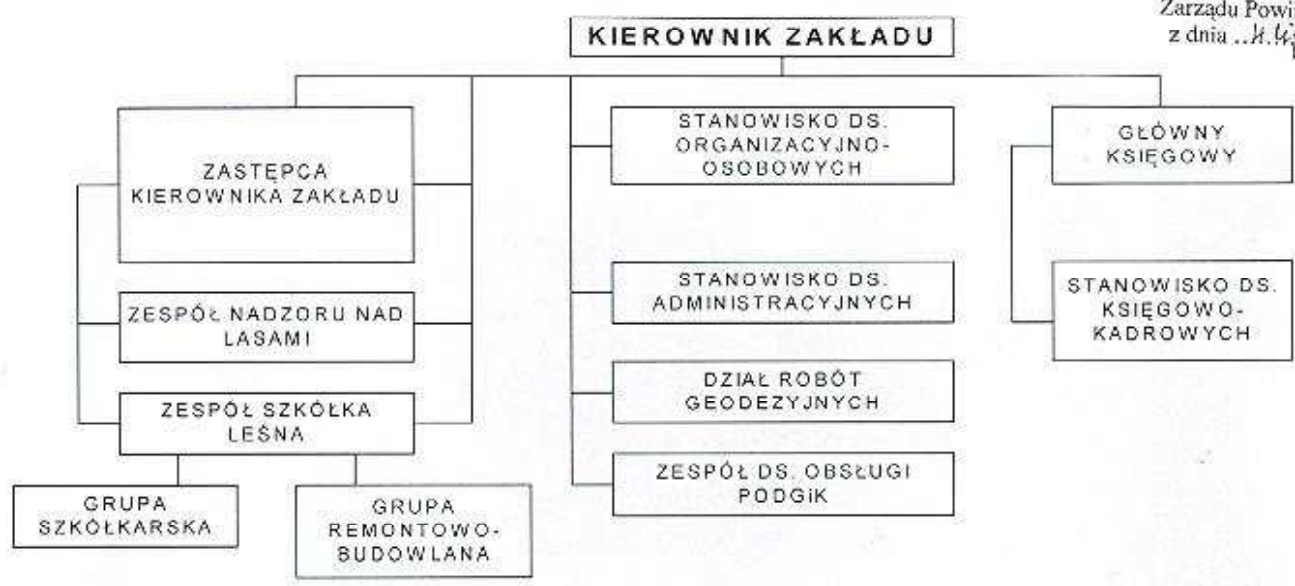 Zarządu Powi
z dnia
KIEROWNIK ZAKŁADU
ZASTĘPCA
KIEROWNIKA ZAKŁADU
STANOWISKO DS.
ORGANIZACYJNO-
OSOBOWYCH
GŁÓWNY
KSIĘGOWY
ZESPÓŁ NADZORU NAD
LASAMI
STANOWISKO DS.
ADMINISTRACYJNYCH
STANOWISKO DS.
KSIĘGOWO-
KADROWYCH
ZESPÓŁ SZKÓŁKA
LEŚNA
DZIAŁ ROBÓT
GEODEZYJNYCH
ZESPÓŁ DS. OBSŁUGI
PODGiK
GRUPA
SZKÓŁKARSKA
GRUPA
REMONTOWO-
BUDOWLANA